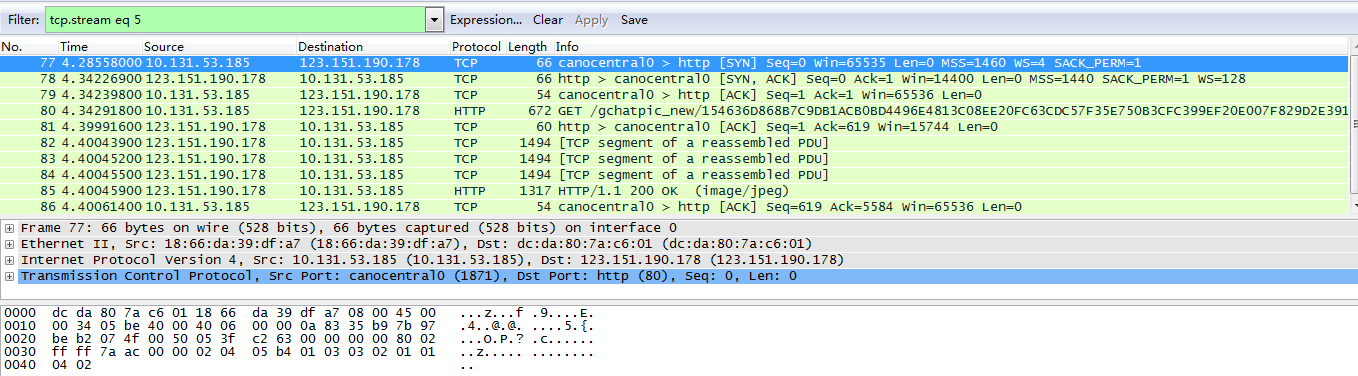 Filter: tcp.stream eq 5 Expression... Clear Apply Save
No. Time Source Destination Protocol Length Info
77 4.28558000 10.131.53.185 123.151.190.178 TCP 66 canocentral0 > http [SYN] Seq=0 Win=65535 Len=0 MSS=1460 WS=4 SACK_PERM=1
78 4.34226900 123.151.190.178 10.131.53.185 TCP 66 http > canocentral0 [SYN, ACK] Seq=0 Ack=1 Win=14400 Len=0 MSS=1440 SACK_PERM=1 WS=128
79 4.34239800 10.131.53.185 123.151.190.178 TCP 54 canocentral0 > http [ACK] Seq=1 Ack=1 Win=65536 Len=0
80 4.34291800 10.131.53.185 123.151.190.178 HTTP 672 GET /gchatpic_new/154636D868B7C9DB1ACB0BD4496E4813C08EE20FC63CDC57F35E750B3CFC399EF20E007F829D2E391
81 4.39991600 123.151.190.178 10.131.53.185 TCP 60 http > canocentral0 [ACK] Seq=1 Ack=619 Win=15744 Len=0
82 4.40043900 123.151.190.178 10.131.53.185 TCP 1494 [TCP segment of a reassembled PDU]
83 4.40045200 123.151.190.178 10.131.53.185 TCP 1494 [TCP segment of a reassembled PDU]
84 4.40045500 123.151.190.178 10.131.53.185 TCP 1494 [TCP segment of a reassembled PDU]
85 4.40045900 123.151.190.178 10.131.53.185 HTTP 1317 HTTP/1.1 200 OK (image/jpeg)
86 4.40061400 10.131.53.185 123.151.190.178 TCP 54 canocentral0 > http [ACK] Seq=619 Ack=5584 Win=65536 Len=0
Frame 77: 66 bytes on wire (528 bits), 66 bytes captured (528 bits) on interface 0
Ethernet II, Src: 18:66:da:39:df:a7 (18:66:da:39:df:a7), Dst: dc:da:80:7a:c6:01 (dc:da:80:7a:c6:01)
Internet Protocol Version 4, Src: 10.131.53.185 (10.131.53.185), Dst: 123.151.190.178 (123.151.190.178)
Transmission Control Protocol, Src Port: canocentral0 (1871), Dst Port: http (80), Seq: 0, Len: 0
0000 dc da 80 7a c6 01 18 66 da 39 df a7 08 00 45 00 ...z...f .9....E.
0010 00 34 05 be 40 00 40 06 00 00 0a 83 35 b9 7b 97 .4..@.@. ....5.{.
0020 be b2 07 4f 00 50 05 3f c2 63 00 00 00 00 80 02 ...O.P.? .c......
0030 ff ff 7a ac 00 00 02 04 05 b4 01 03 03 02 01 01 ..z..... ........
0040 04 02 ..